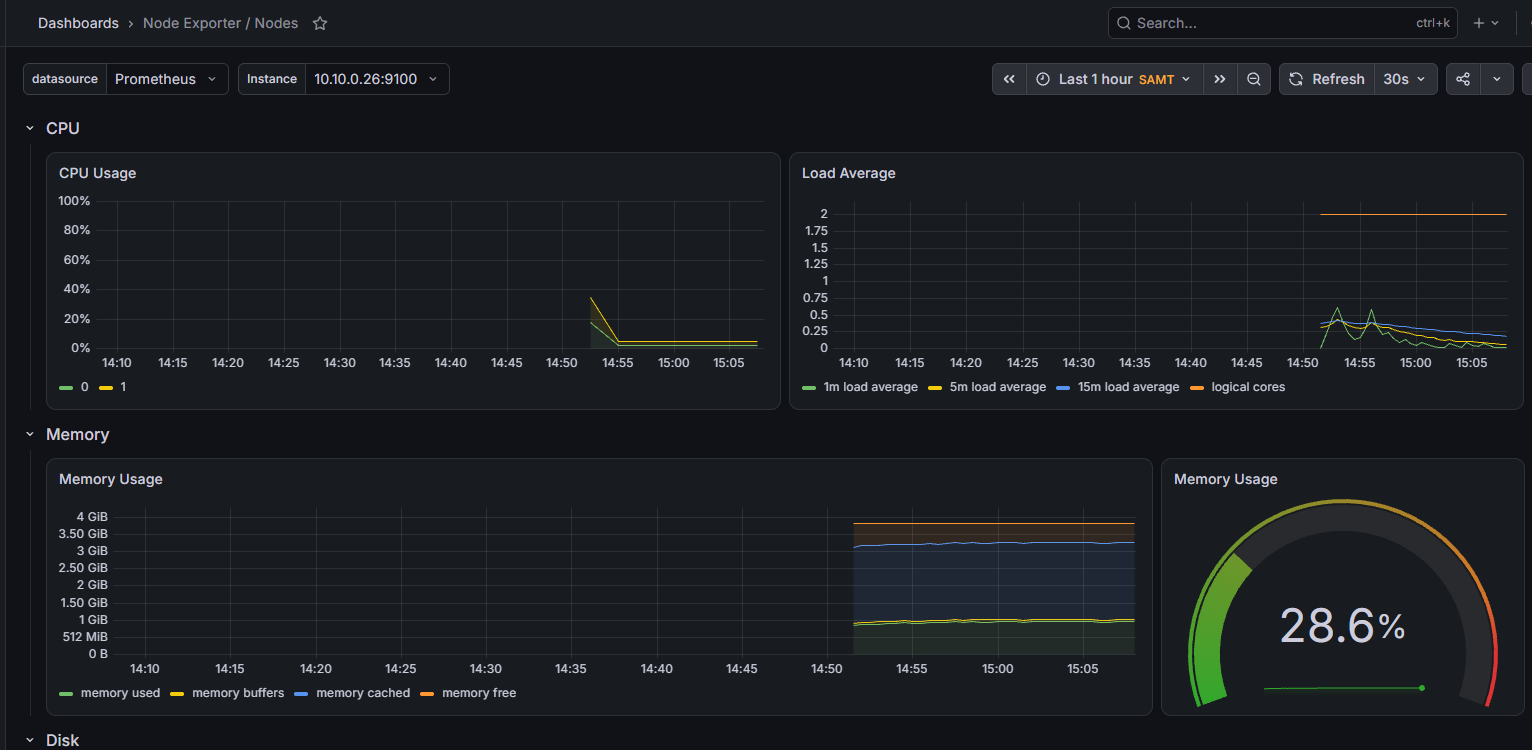 Dashboards › Node Exporter / Nodes
Search... ctrl+k
datasource Prometheus Instance 10.10.0.26:9100
Last 1 hour SAMT Refresh 30s
CPU
CPU Usage
100%
80%
60%
40%
20%
0%
14:10 14:15 14:20 14:25 14:30 14:35 14:40 14:45 14:50 14:55 15:00 15:05
0 1
Load Average
2
1.75
1.5
1.25
1
0.75
0.5
0.25
0
14:10 14:15 14:20 14:25 14:30 14:35 14:40 14:45 14:50 14:55 15:00 15:05
1m load average 5m load average 15m load average logical cores
Memory
Memory Usage
4 GiB
3.50 GiB
3 GiB
2.50 GiB
2 GiB
1.50 GiB
1 GiB
512 MiB
0 B
14:10 14:15 14:20 14:25 14:30 14:35 14:40 14:45 14:50 14:55 15:00 15:05
memory used memory buffers memory cached memory free
Memory Usage
28.6%
Disk